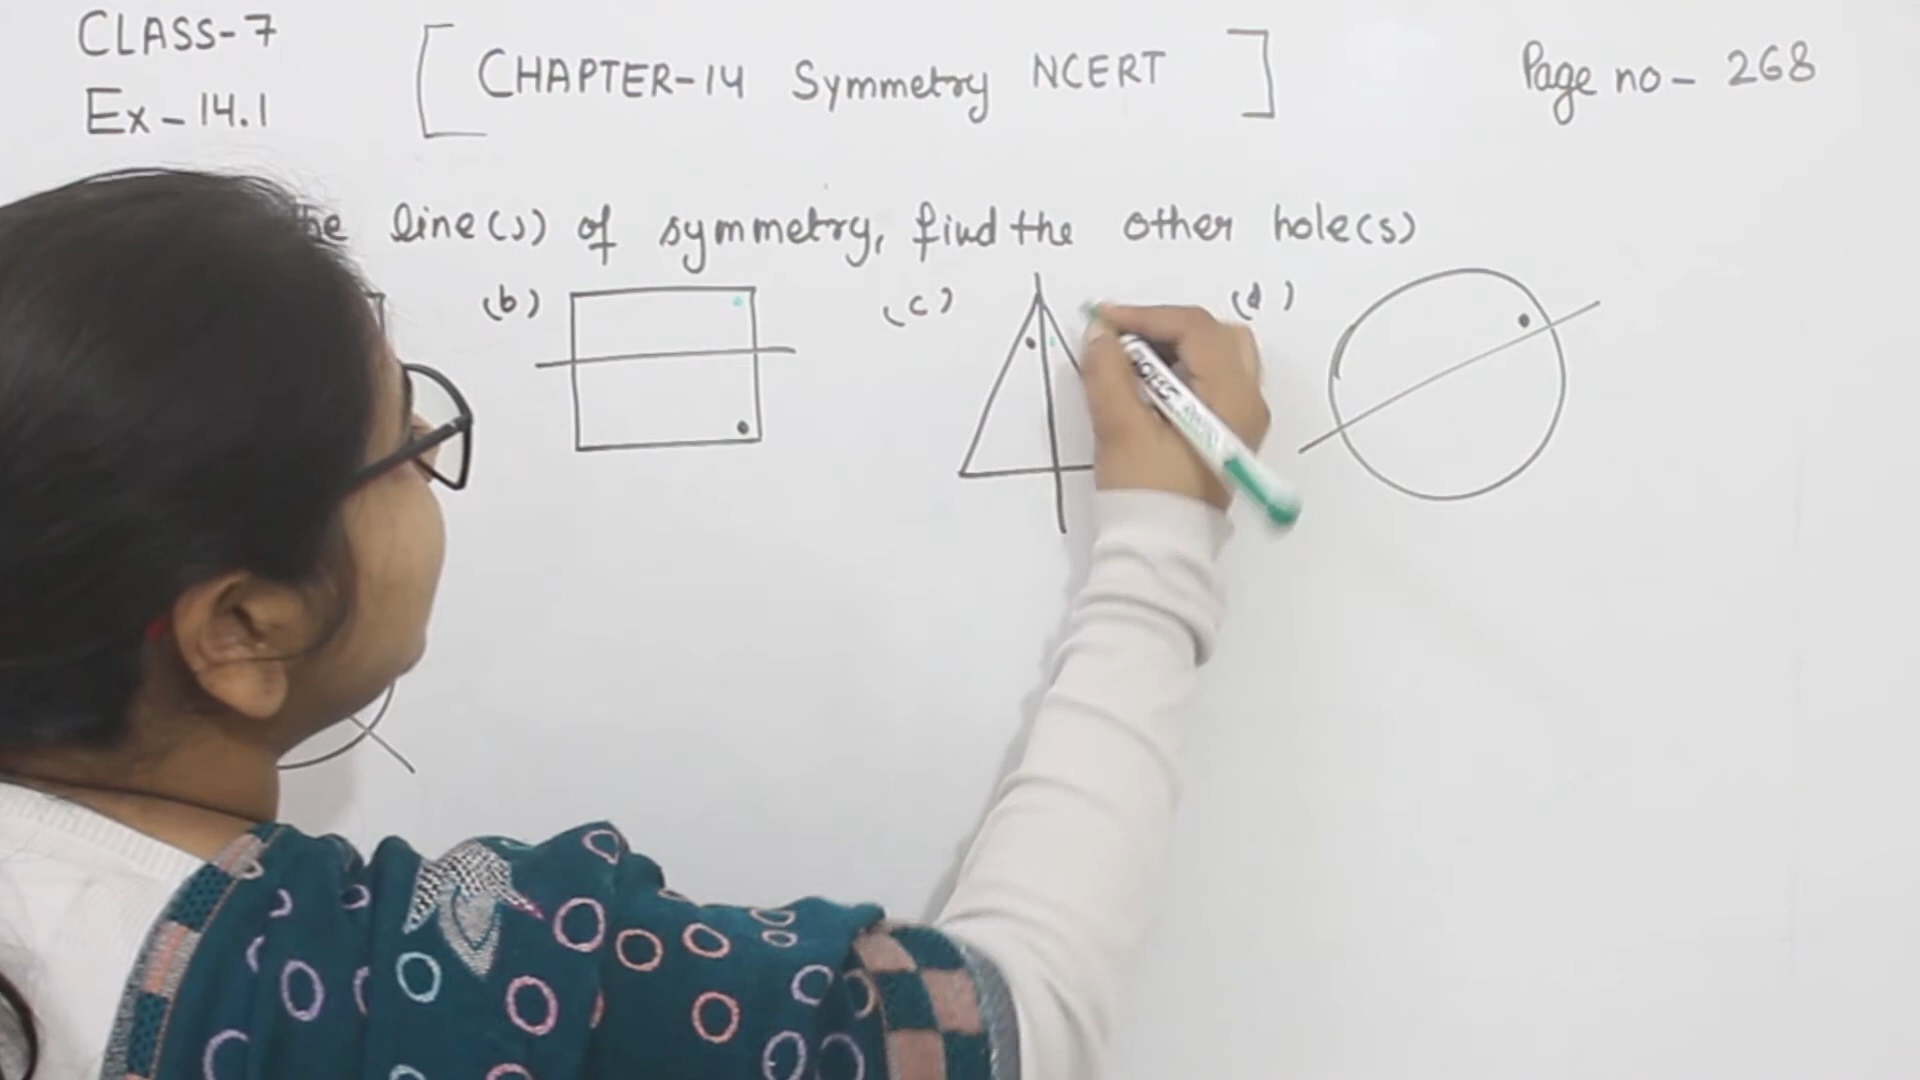 CLASS-7
Ex-14.1
[CHAPTER-14 Symmetry NCERT]
Page no- 268
line(s) of symmetry, find the other hole(s)
(b)
(c)
(d)